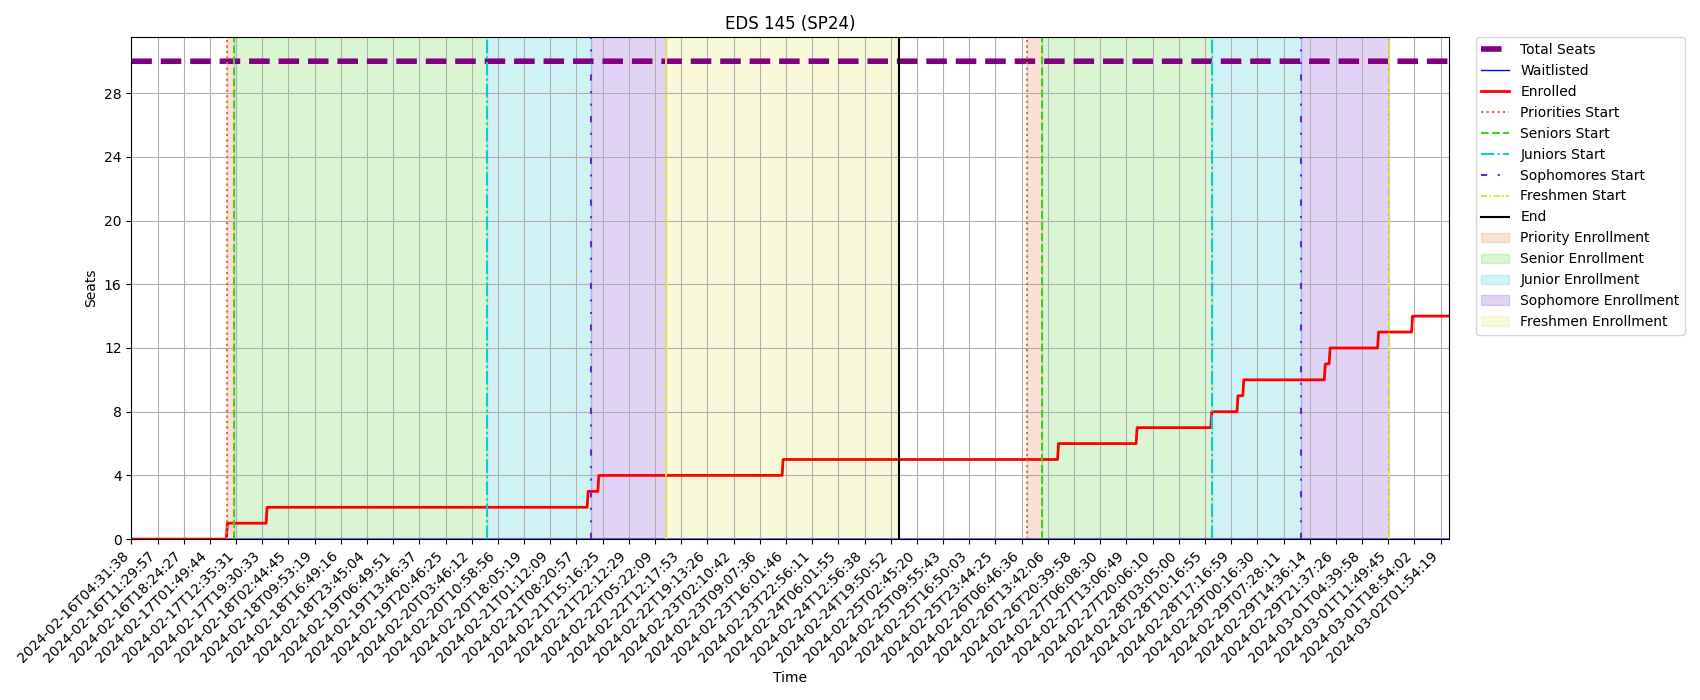 EDS 145 (SP24)
Total Seats
Waitlisted
Enrolled
Priorities Start
Seniors Start
Juniors Start
Sophomores Start
Freshmen Start
End
Priority Enrollment
Senior Enrollment
Junior Enrollment
Sophomore Enrollment
Freshmen Enrollment
Seats
28
24
20
16
12
8
4
0
2024-02-16T04:31:38
2024-02-16T11:29:57
2024-02-16T18:24:27
2024-02-17T01:49:44
2024-02-17T12:35:31
2024-02-17T19:30:33
2024-02-18T02:44:45
2024-02-18T09:53:19
2024-02-18T16:49:16
2024-02-18T23:45:04
2024-02-19T06:49:51
2024-02-19T13:46:37
2024-02-19T20:46:25
2024-02-20T03:46:12
2024-02-20T10:58:56
2024-02-20T18:05:19
2024-02-21T01:12:09
2024-02-21T08:20:57
2024-02-21T15:16:25
2024-02-21T22:12:29
2024-02-22T05:22:09
2024-02-22T12:17:53
2024-02-22T19:13:26
2024-02-23T02:10:42
2024-02-23T09:07:36
2024-02-23T16:01:46
2024-02-23T22:56:11
2024-02-24T06:01:55
2024-02-24T12:56:38
2024-02-24T19:50:52
2024-02-25T02:45:20
2024-02-25T09:55:43
2024-02-25T16:50:03
2024-02-25T23:44:25
2024-02-26T06:46:36
2024-02-26T13:42:06
2024-02-26T20:39:58
2024-02-27T06:08:30
2024-02-27T13:06:49
2024-02-27T20:06:10
2024-02-28T03:05:00
2024-02-28T10:16:55
2024-02-28T17:16:59
2024-02-29T00:16:30
2024-02-29T07:28:11
2024-02-29T14:36:14
2024-02-29T21:37:26
2024-03-01T04:39:58
2024-03-01T11:49:45
2024-03-01T18:54:02
2024-03-02T01:54:19
Time